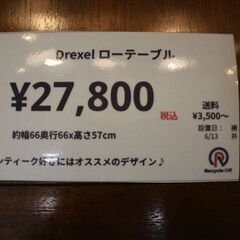 Drexel ローテーブル
¥27,800
税込
送料
¥3,500〜
約幅66奥行66x高さ57cm
設置日: 横
6/13 井
ンティーク好きにはオススメのデザイン♪
Recycle Off